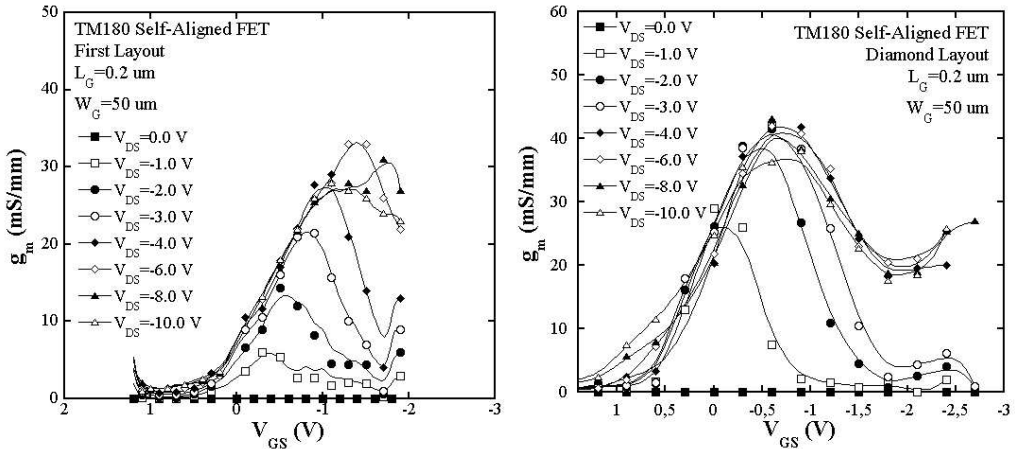 TM180 Self-Aligned FET
First Layout
L_G=0.2 um
W_G=50 um
V_DS=0.0 V
V_DS=-1.0 V
V_DS=-2.0 V
V_DS=-3.0 V
V_DS=-4.0 V
V_DS=-6.0 V
V_DS=-8.0 V
V_DS=-10.0 V
g_m (mS/mm)
50
40
30
20
10
0
2 1 0 -1 -2 -3
V_GS (V)
TM180 Self-Aligned FET
Diamond Layout
L_G=0.2 um
W_G=50 um
V_DS=0.0 V
V_DS=-1.0 V
V_DS=-2.0 V
V_DS=-3.0 V
V_DS=-4.0 V
V_DS=-6.0 V
V_DS=-8.0 V
V_DS=-10.0 V
g_m (mS/mm)
60
50
40
30
20
10
0
1 0,5 0 -0,5 -1 -1,5 -2 -2,5 -3
V_GS (V)